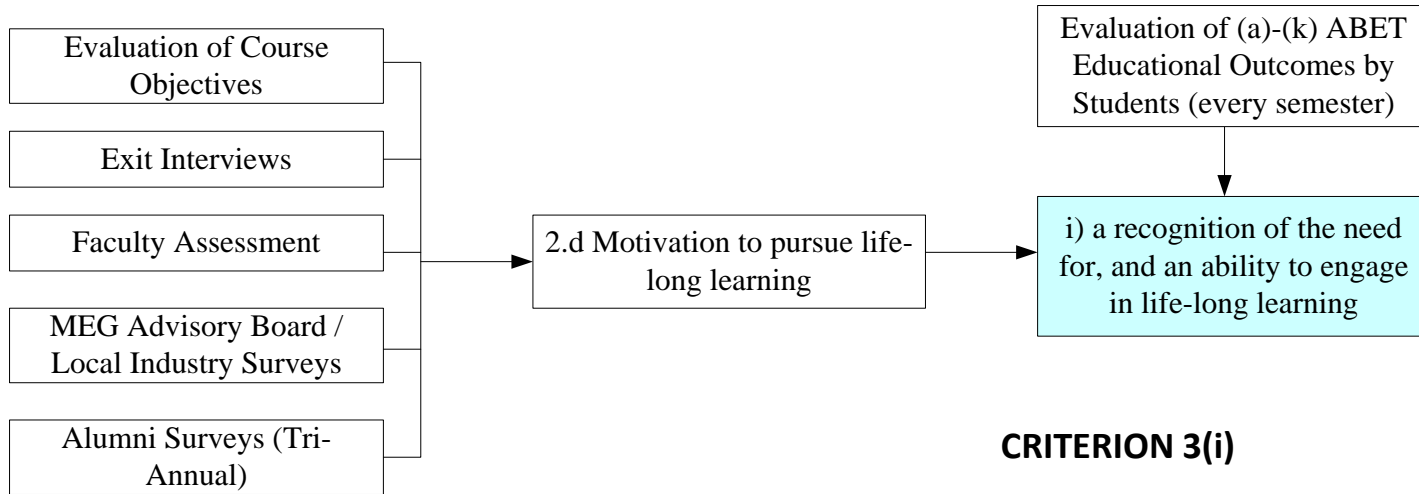 Evaluation of Course
Objectives
Exit Interviews
Faculty Assessment
MEG Advisory Board /
Local Industry Surveys
Alumni Surveys (Tri-
Annual)
2.d Motivation to pursue life-
long learning
Evaluation of (a)-(k) ABET
Educational Outcomes by
Students (every semester)
i) a recognition of the need
for, and an ability to engage
in life-long learning
CRITERION 3(i)